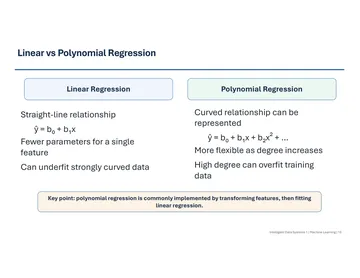 Linear vs Polynomial Regression
Linear Regression
Straight-line relationship
ŷ = b₀ + b₁x
Fewer parameters for a single
feature
Can underfit strongly curved data
Polynomial Regression
Curved relationship can be
represented
ŷ = b₀ + b₁x + b₂x² + ...
More flexible as degree increases
High degree can overfit training
data
Key point: polynomial regression is commonly implemented by transforming features, then fitting
linear regression.